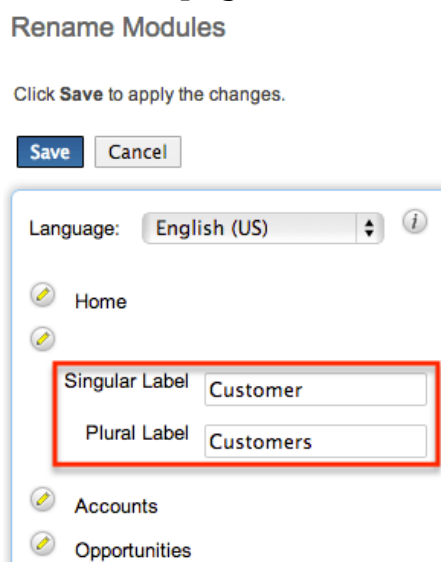 Rename Modules
Click Save to apply the changes.
Save Cancel
Language: English (US) i
Home
Singular Label Customer
Plural Label Customers
Accounts
Opportunities